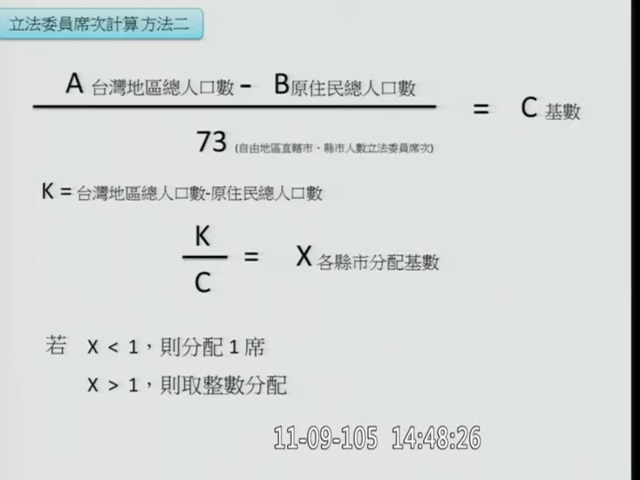 立法委員席次計算方法二
A 台灣地區總人口數 - B原住民總人口數
= C 基數
73 (自由地區直轄市、縣市人數立法委員席次)
K = 台灣地區總人口數-原住民總人口數
K
= X 各縣市分配基數
C
若 X < 1，則分配 1 席
X > 1，則取整數分配
11-09-105 14:48:26